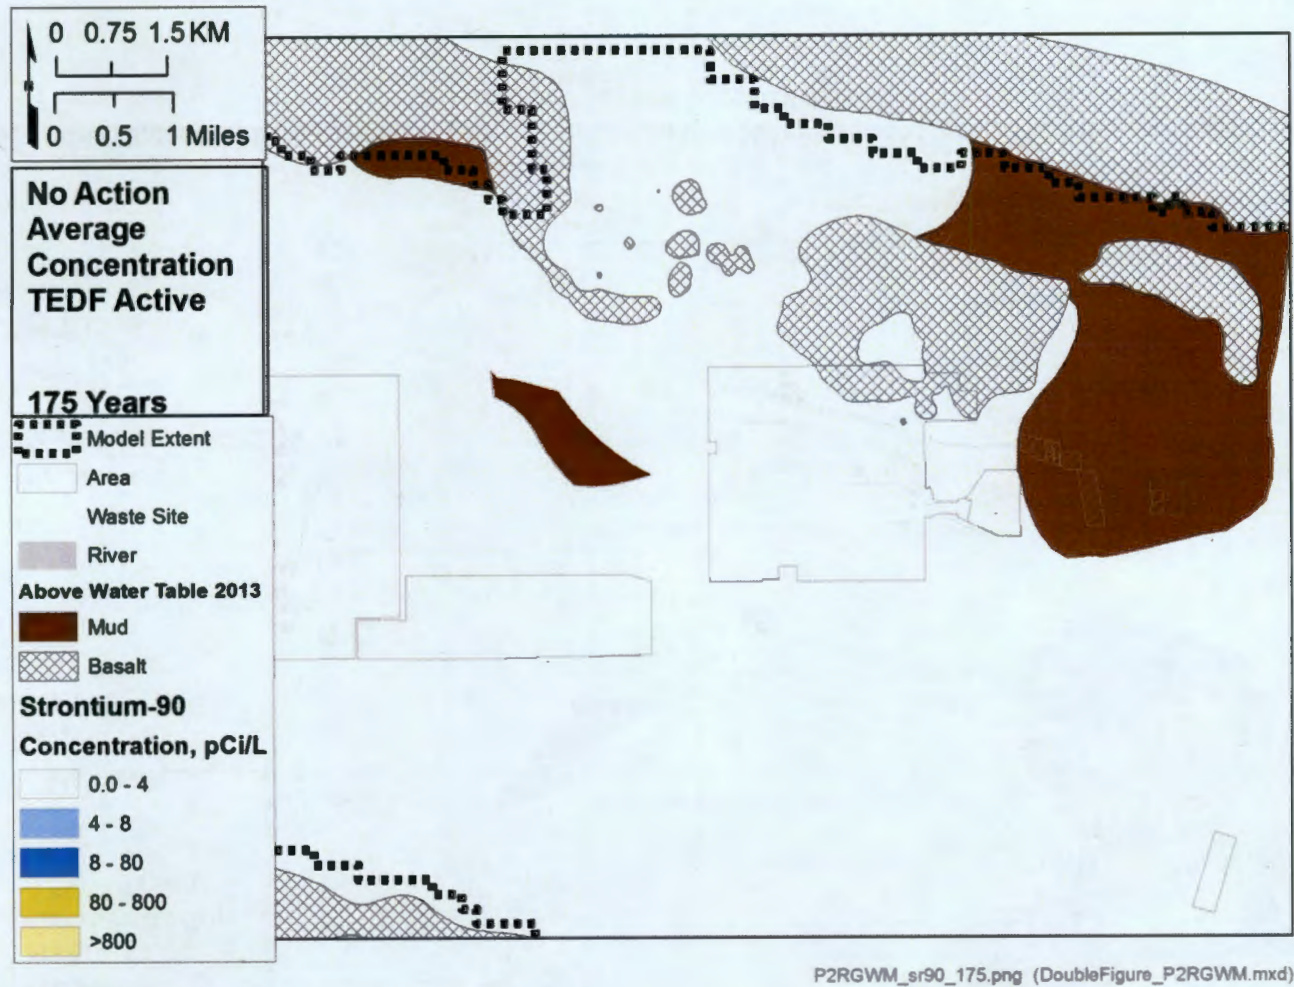 0 0.75 1.5 KM
0 0.5 1 Miles
No Action
Average
Concentration
TEDF Active
175 Years
Model Extent
Area
Waste Site
River
Above Water Table 2013
Mud
Basalt
Strontium-90
Concentration, pCi/L
0.0 - 4
4 - 8
8 - 80
80 - 800
>800
P2RGWM_sr90_175.png (DoubleFigure_P2RGWM.mxd)